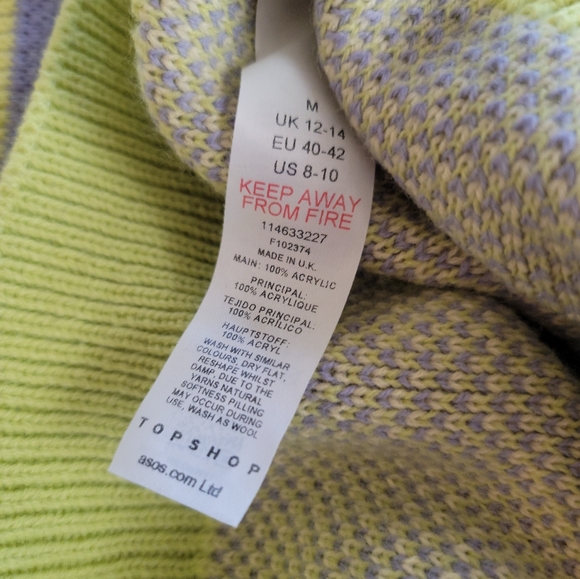 M
UK 12-14
EU 40-42
US 8-10
KEEP AWAY
FROM FIRE
114633227
F102374
MADE IN U.K.
MAIN: 100% ACRYLIC
PRINCIPAL:
100% ACRYLIQUE
TEJIDO PRINCIPAL:
100% ACRÍLICO
HAUPTSTOFF:
100% ACRYL
WASH WITH SIMILAR
COLOURS, DRY FLAT,
RESHAPE WHILST
DAMP. DUE TO THE
YARNS NATURAL
SOFTNESS PILLING
MAY OCCUR DURING
USE, WASH AS WOOL
TOPSHOP
asos.com Ltd